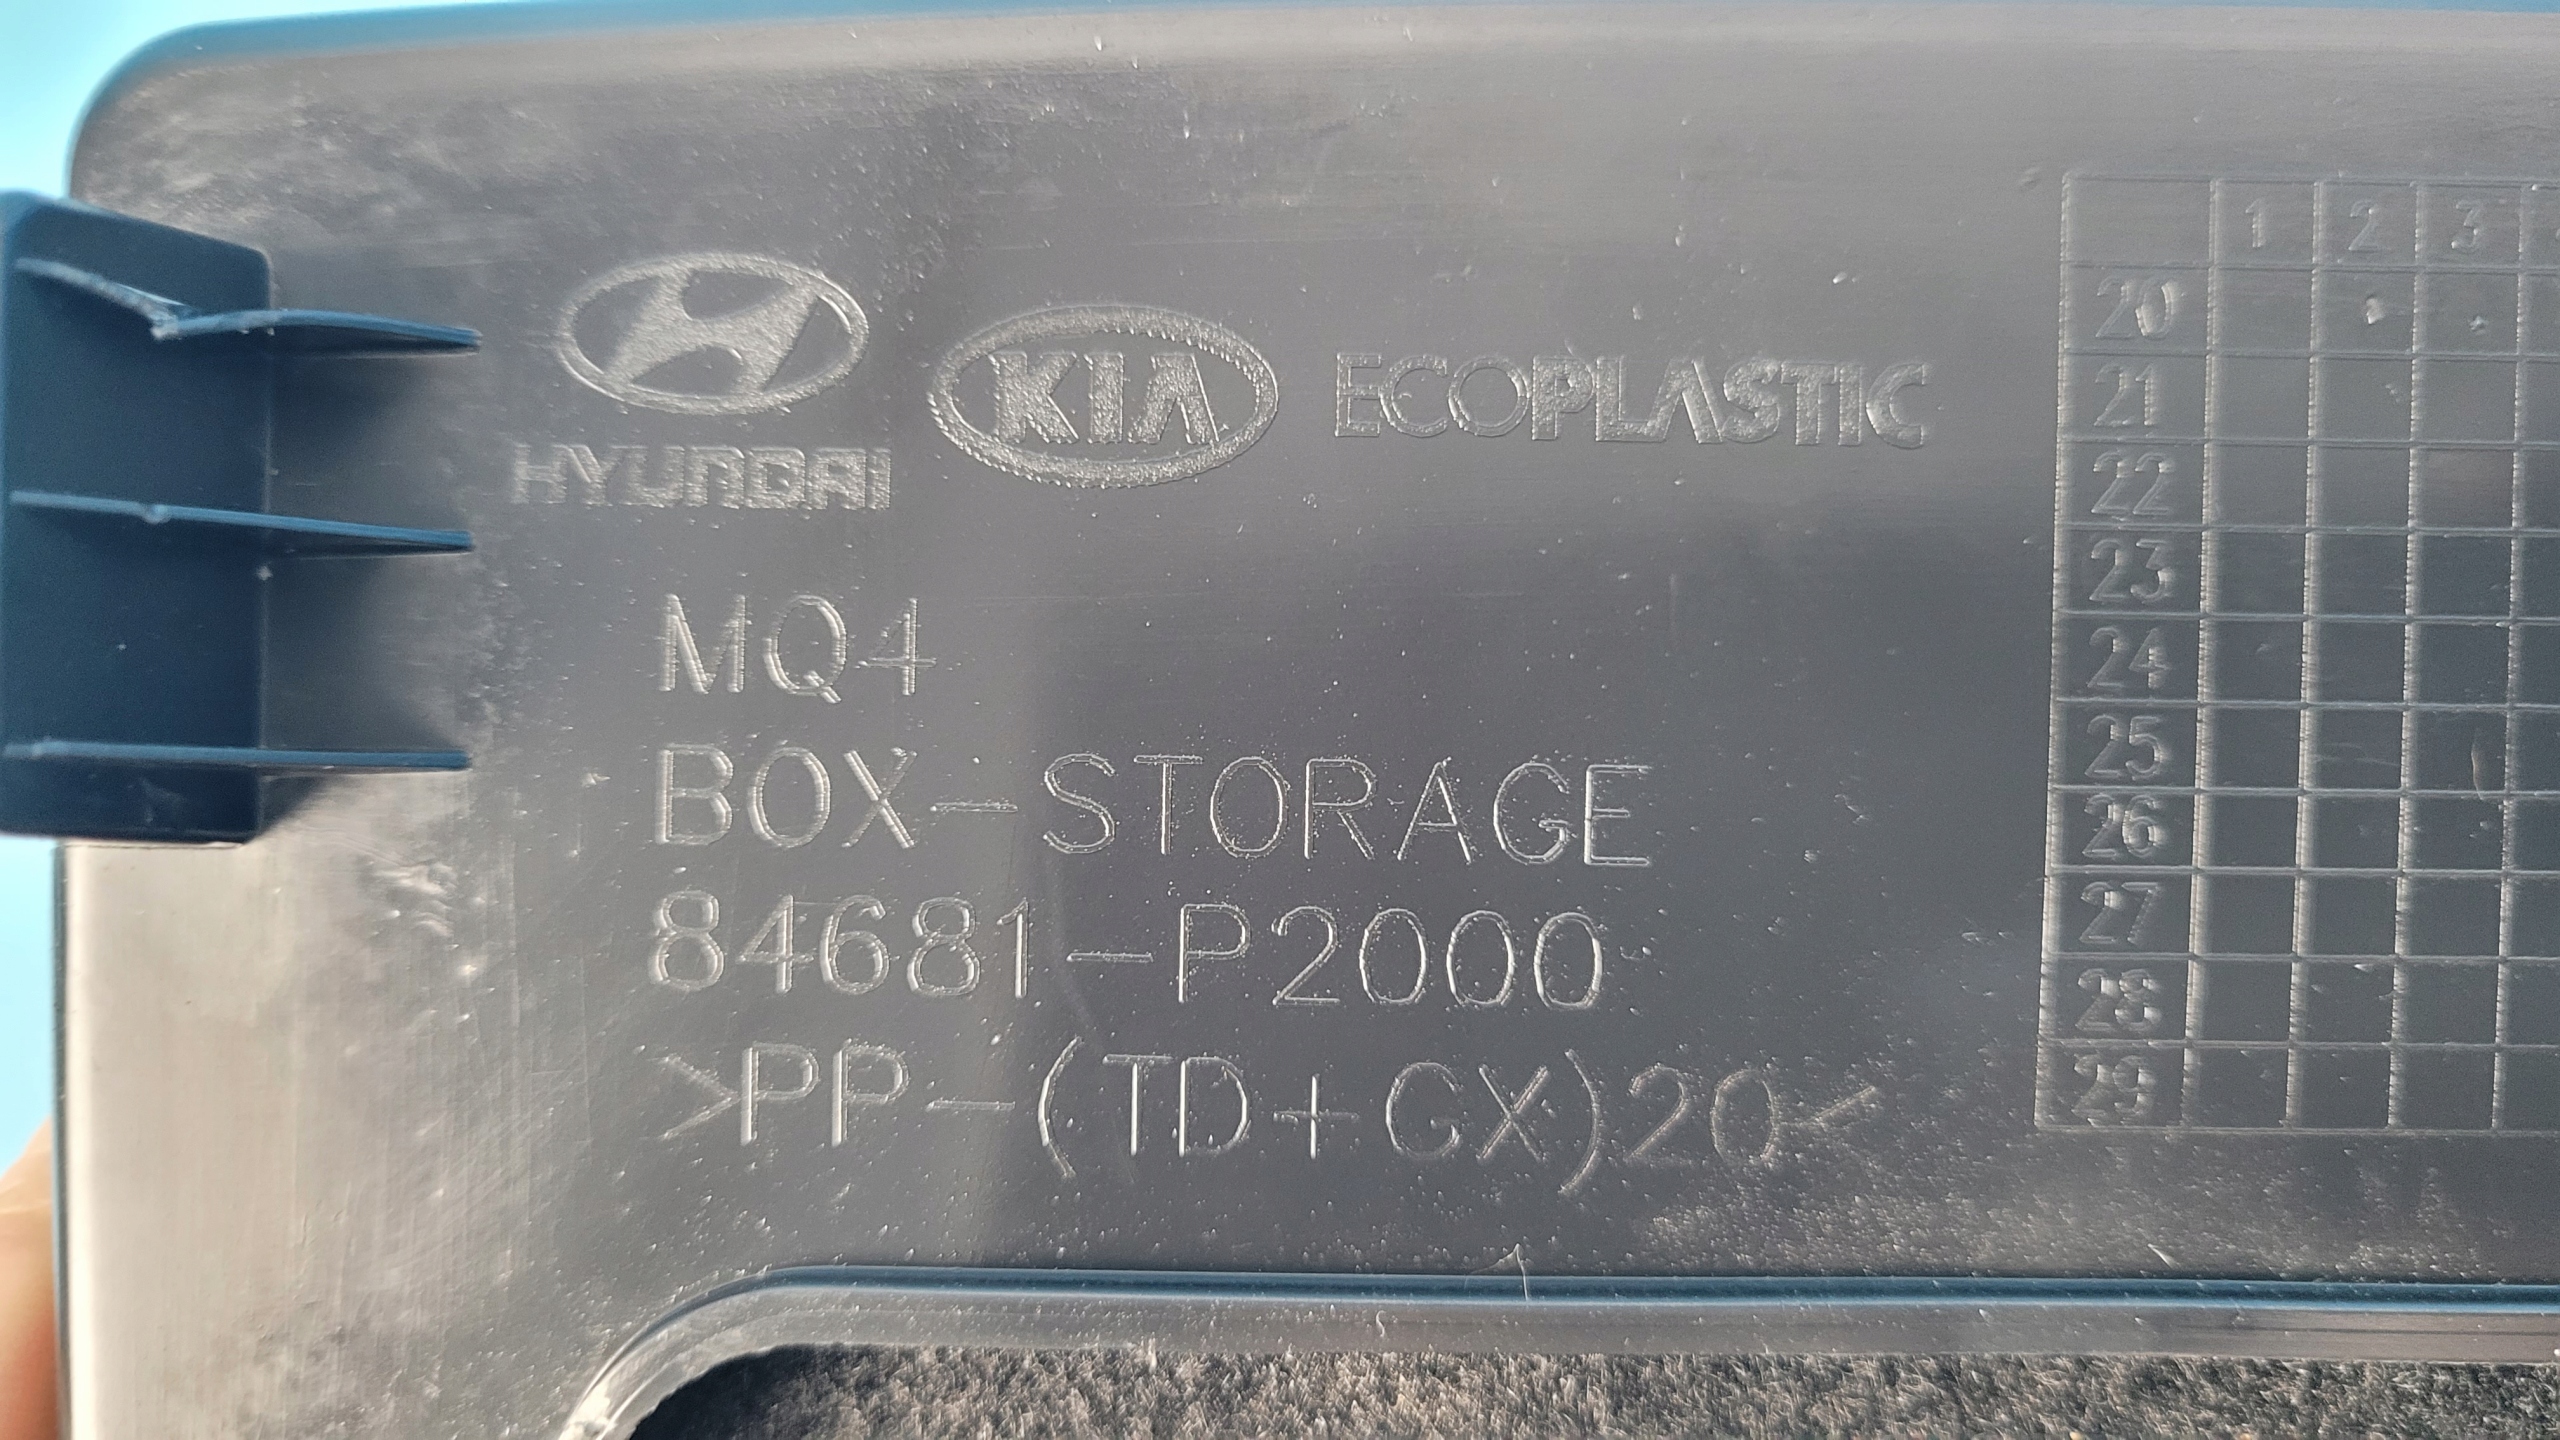 HYUNDAI
KIA ECOPLASTIC
MQ4
BOX-STORAGE
84681-P2000
>PP-(TD+GX)20<
1 2 3
20
21
22
23
24
25
26
27
28
29